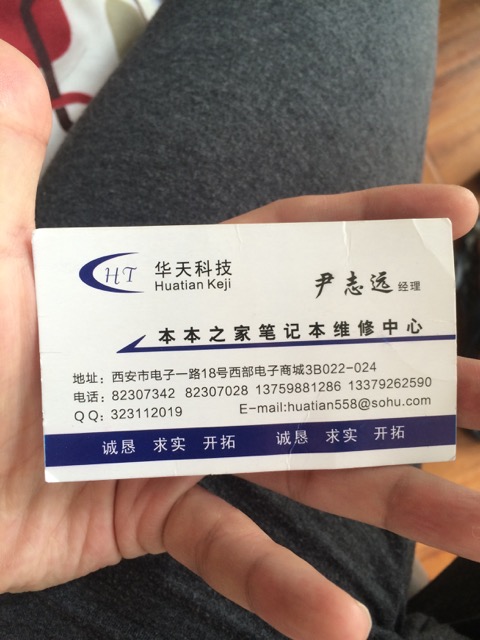 HT 华天科技
Huatian Keji
尹志远 经理
本本之家笔记本维修中心
地址：西安市电子一路18号西部电子商城3B022-024
电话：82307342 82307028 13759881286 13379262590
QQ：323112019 E-mail:huatian558@sohu.com
诚恳 求实 开拓 诚恳 求实 开拓